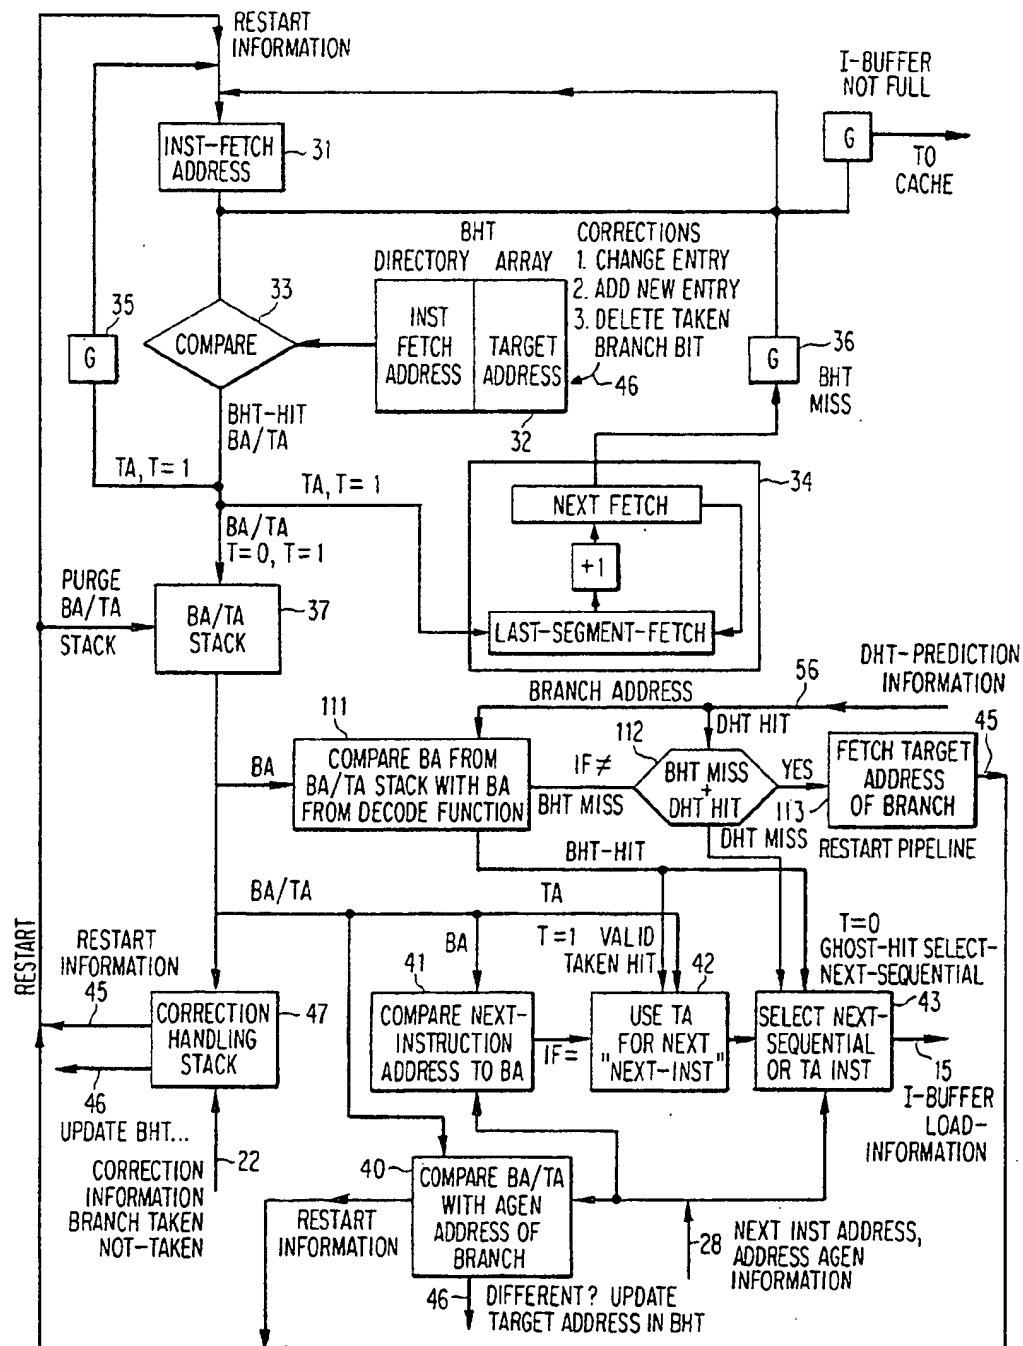 RESTART
INFORMATION
I-BUFFER
NOT FULL
INST-FETCH
ADDRESS
31
G
TO
CACHE
BHT
DIRECTORY ARRAY
CORRECTIONS
1. CHANGE ENTRY
2. ADD NEW ENTRY
3. DELETE TAKEN
BRANCH BIT
46
35
G
33
COMPARE
INST
FETCH
ADDRESS
TARGET
ADDRESS
32
36
G
BHT
MISS
BHT-HIT
BA/TA
TA, T=1
TA, T=1
34
NEXT FETCH
+1
LAST-SEGMENT-FETCH
BA/TA
T=0, T=1
PURGE
BA/TA
STACK
BA/TA
STACK
37
DHT-PREDICTION
INFORMATION
56
BRANCH ADDRESS
DHT HIT
111
COMPARE BA FROM
BA/TA STACK WITH BA
FROM DECODE FUNCTION
BA
IF ≠
BHT MISS
112
BHT MISS
+
DHT HIT
YES
FETCH TARGET
ADDRESS
OF BRANCH
45
113
DHT MISS
RESTART PIPELINE
BHT-HIT
BA/TA
TA
BA
T=1 VALID
TAKEN HIT
T=0
GHOST-HIT SELECT-
NEXT-SEQUENTIAL
RESTART
RESTART
INFORMATION
45
CORRECTION
HANDLING
STACK
47
46
UPDATE BHT...
22
CORRECTION
INFORMATION
BRANCH TAKEN
NOT-TAKEN
41
COMPARE NEXT-
INSTRUCTION
ADDRESS TO BA
IF=
42
USE TA
FOR NEXT
"NEXT-INST"
43
SELECT NEXT-
SEQUENTIAL
OR TA INST
15
I-BUFFER
LOAD-
INFORMATION
40
COMPARE BA/TA
WITH AGEN
ADDRESS OF
BRANCH
RESTART
INFORMATION
28
NEXT INST ADDRESS,
ADDRESS AGEN
INFORMATION
46
DIFFERENT? UPDATE
TARGET ADDRESS IN BHT